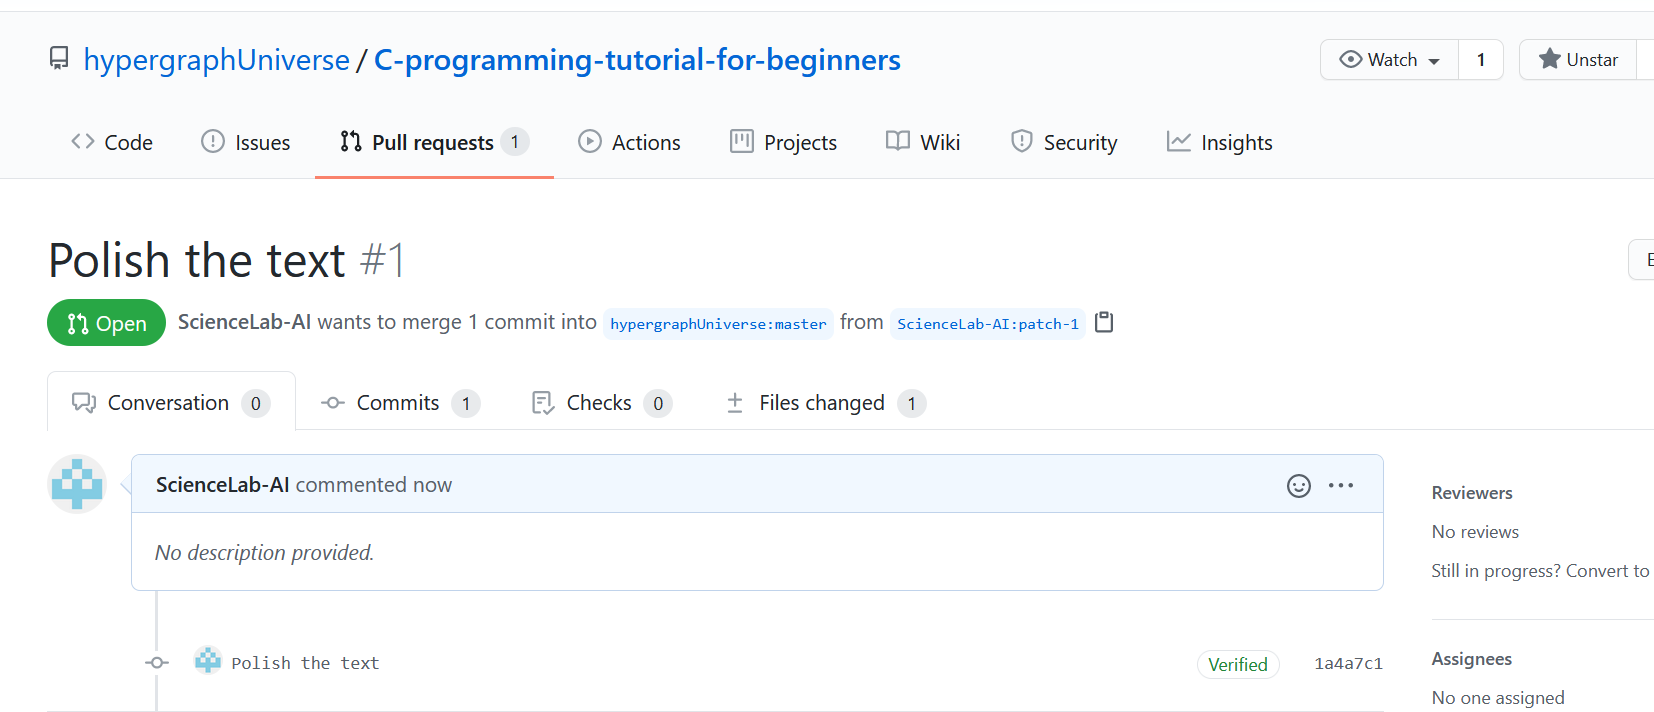 hypergraphUniverse / C-programming-tutorial-for-beginners
Watch 1 Unstar
Code Issues Pull requests 1 Actions Projects Wiki Security Insights
Polish the text #1
Open ScienceLab-AI wants to merge 1 commit into hypergraphUniverse:master from ScienceLab-AI:patch-1
Conversation 0 Commits 1 Checks 0 Files changed 1
ScienceLab-AI commented now
No description provided.
Polish the text Verified 1a4a7c1
Reviewers
No reviews
Still in progress? Convert to
Assignees
No one assigned